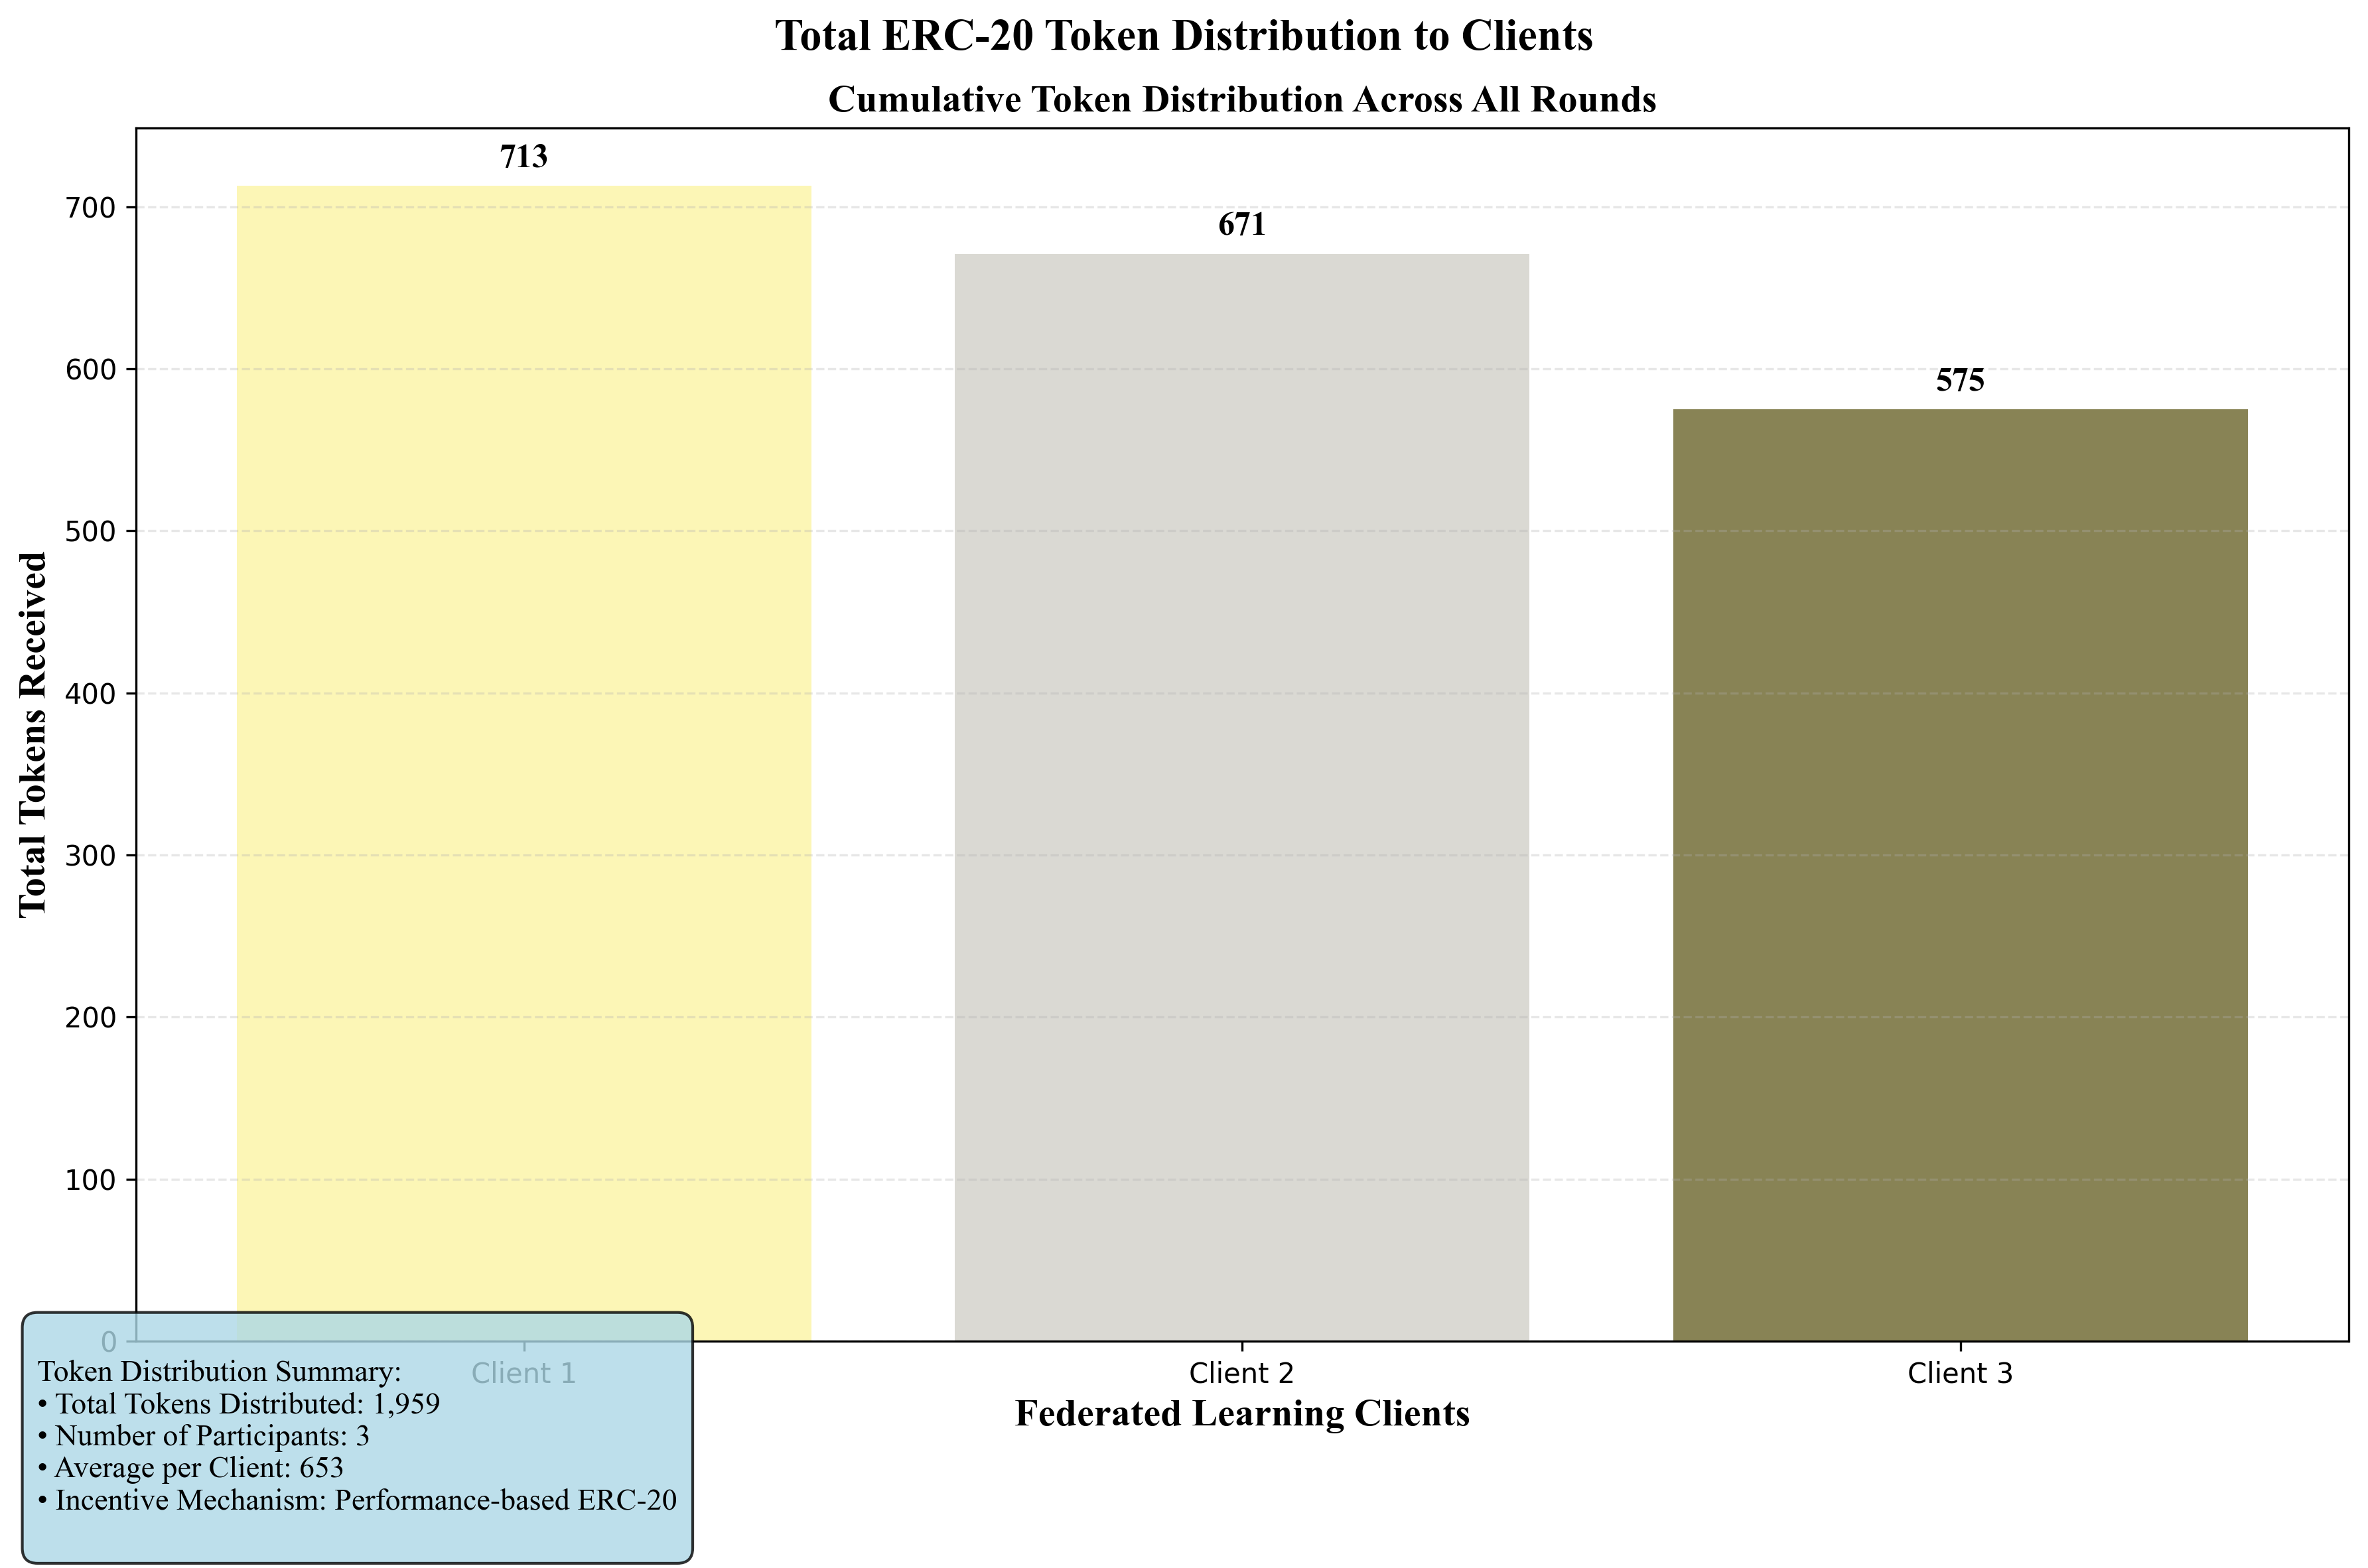 Total ERC-20 Token Distribution to Clients
Cumulative Token Distribution Across All Rounds
Total Tokens Received
700
600
500
400
300
200
100
0
713
671
575
Client 1
Client 2
Client 3
Federated Learning Clients
Token Distribution Summary:
• Total Tokens Distributed: 1,959
• Number of Participants: 3
• Average per Client: 653
• Incentive Mechanism: Performance-based ERC-20